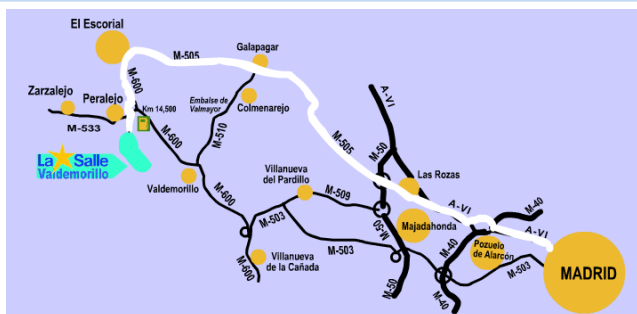 El Escorial
M-505
Galapagar
M-600
A-VI
Zarzalejo
Peralejo
Km 14,500
Embalse de
Valmayor
Colmenarejo
M-533
M-600
M-510
M-505
M-50
La Salle
Valdemorillo
Valdemorillo
M-600
Villanueva
del Pardillo
M-509
Las Rozas
A-VI
M-40
M-503
M-50
Majadahonda
M-40
Pozuelo
de Alarcón
A-VI
M-503
M-503
M-600
Villanueva
de la Cañada
M-50
M-40
MADRID